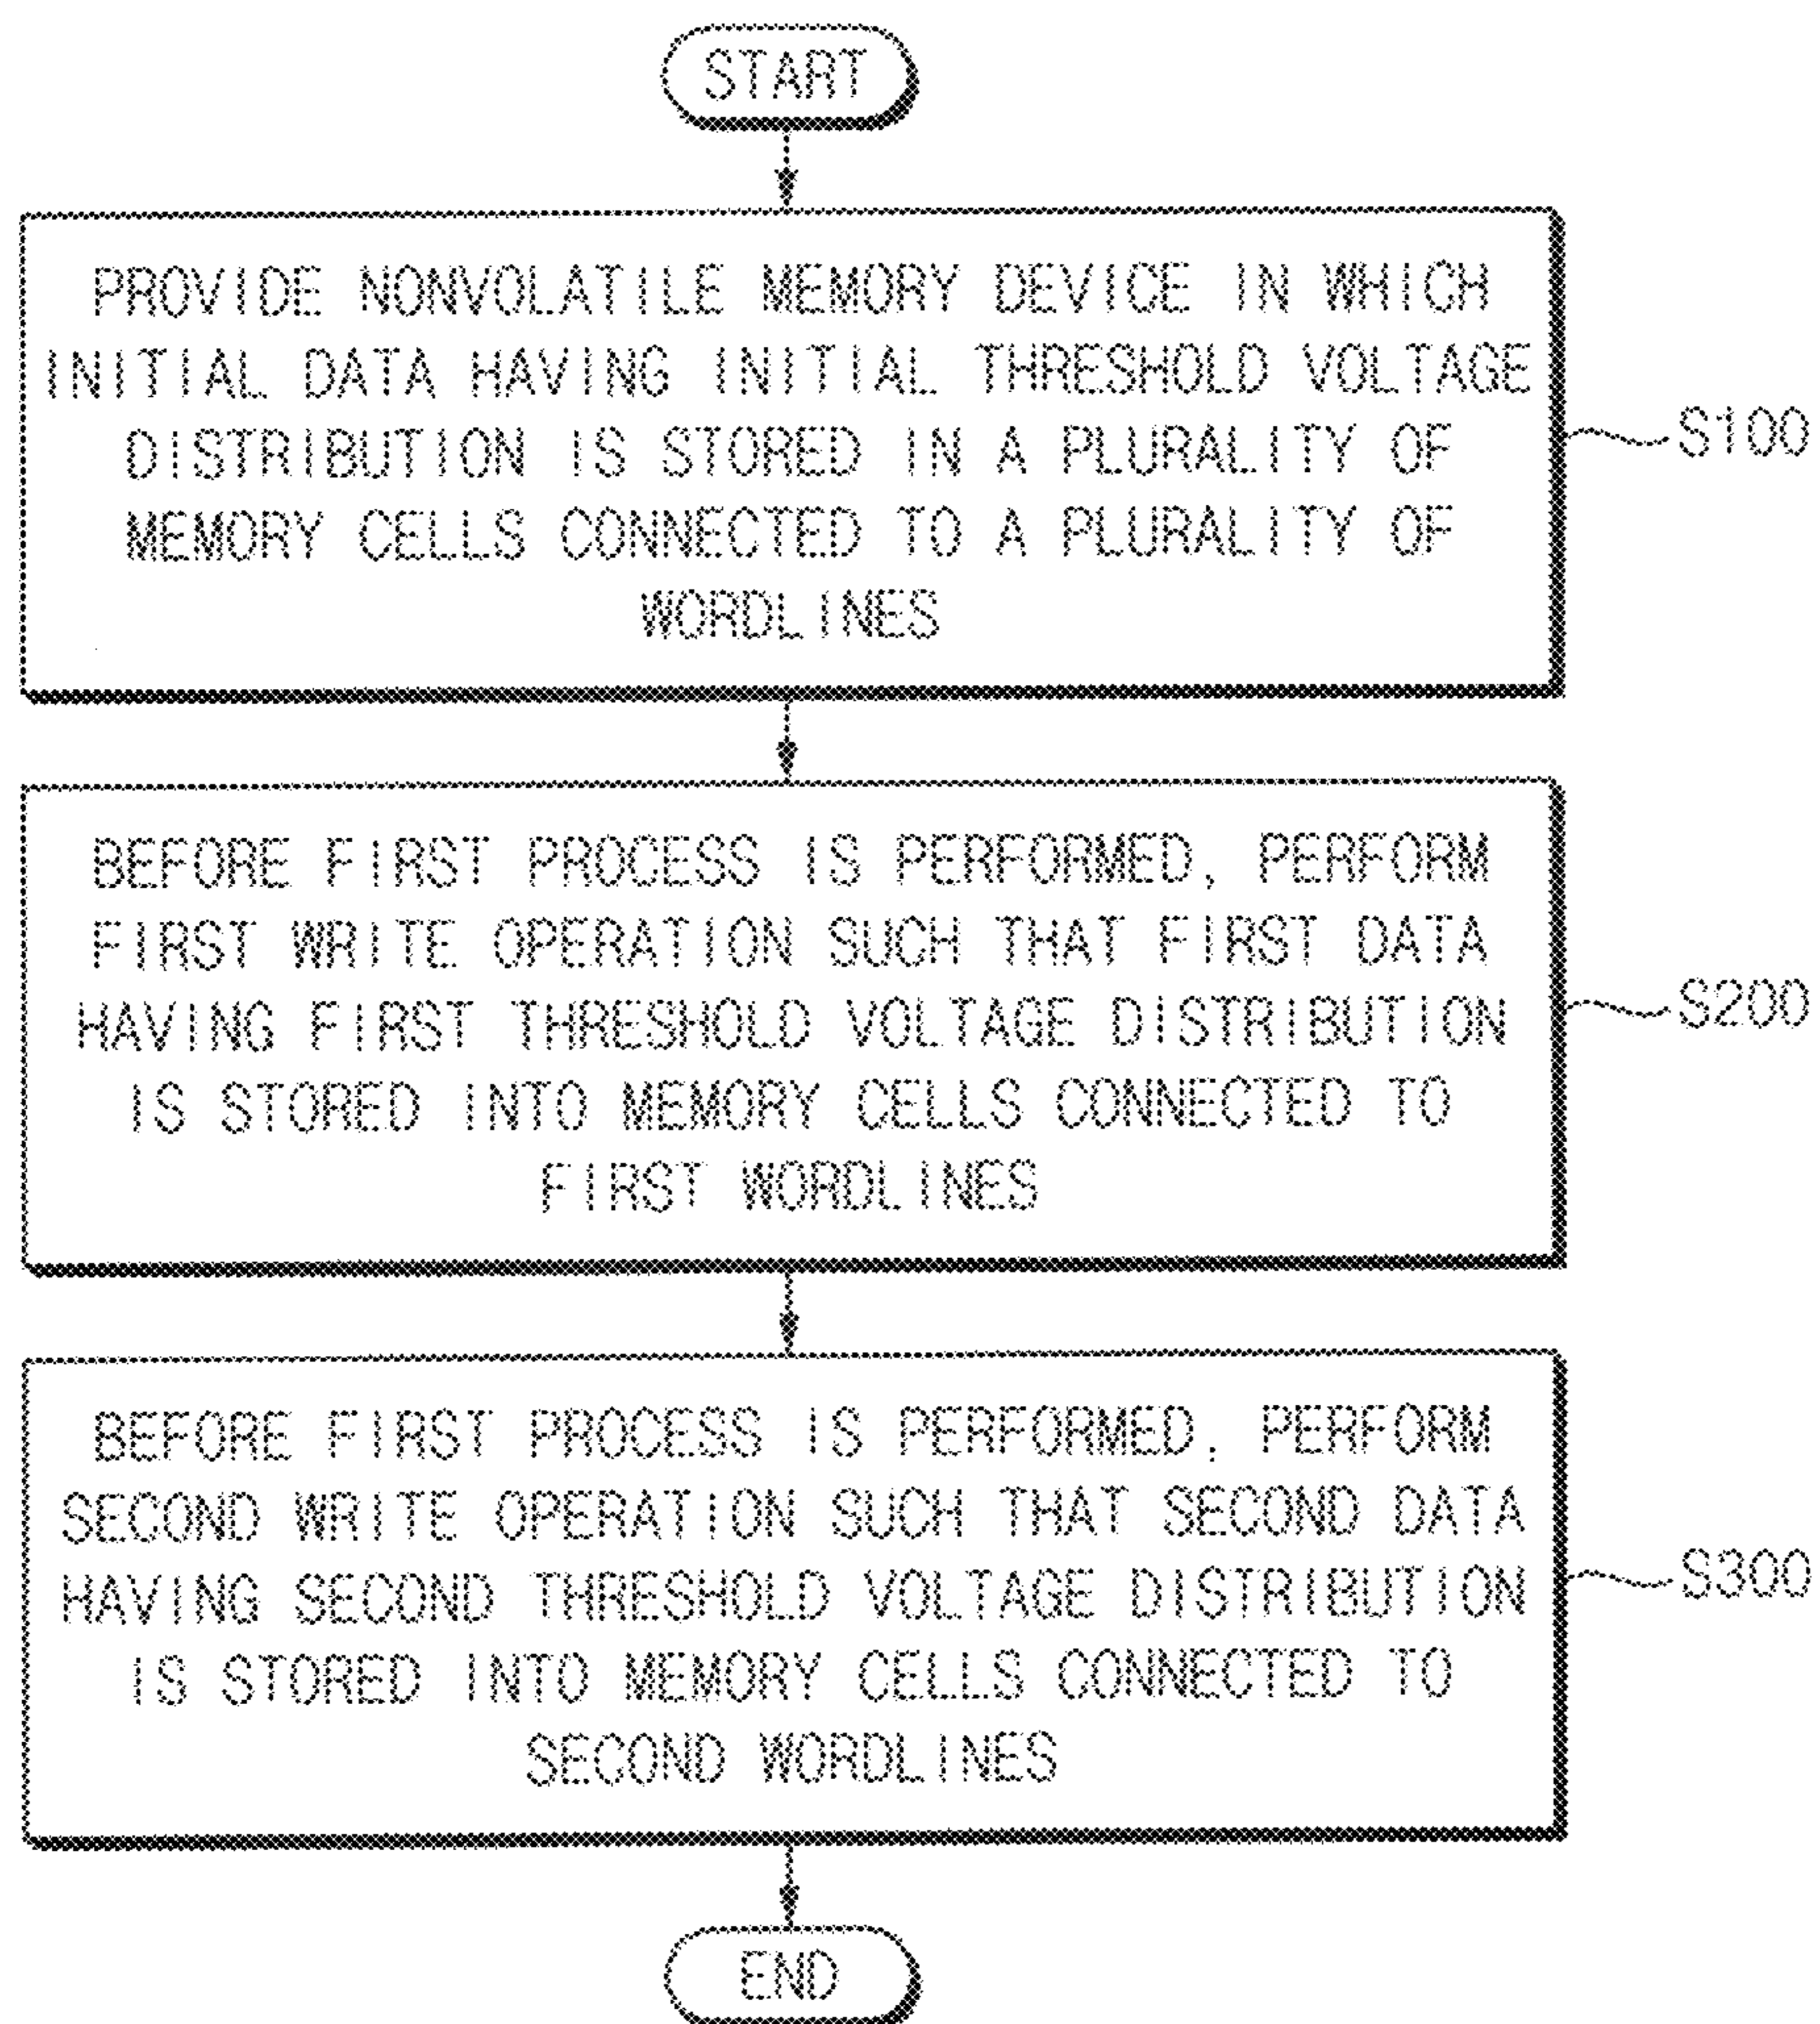 START
PROVIDE NONVOLATILE MEMORY DEVICE IN WHICH
INITIAL DATA HAVING INITIAL THRESHOLD VOLTAGE
DISTRIBUTION IS STORED IN A PLURALITY OF
MEMORY CELLS CONNECTED TO A PLURALITY OF
WORDLINES
S100
BEFORE FIRST PROCESS IS PERFORMED, PERFORM
FIRST WRITE OPERATION SUCH THAT FIRST DATA
HAVING FIRST THRESHOLD VOLTAGE DISTRIBUTION
IS STORED INTO MEMORY CELLS CONNECTED TO
FIRST WORDLINES
S200
BEFORE FIRST PROCESS IS PERFORMED, PERFORM
SECOND WRITE OPERATION SUCH THAT SECOND DATA
HAVING SECOND THRESHOLD VOLTAGE DISTRIBUTION
IS STORED INTO MEMORY CELLS CONNECTED TO
SECOND WORDLINES
S300
END